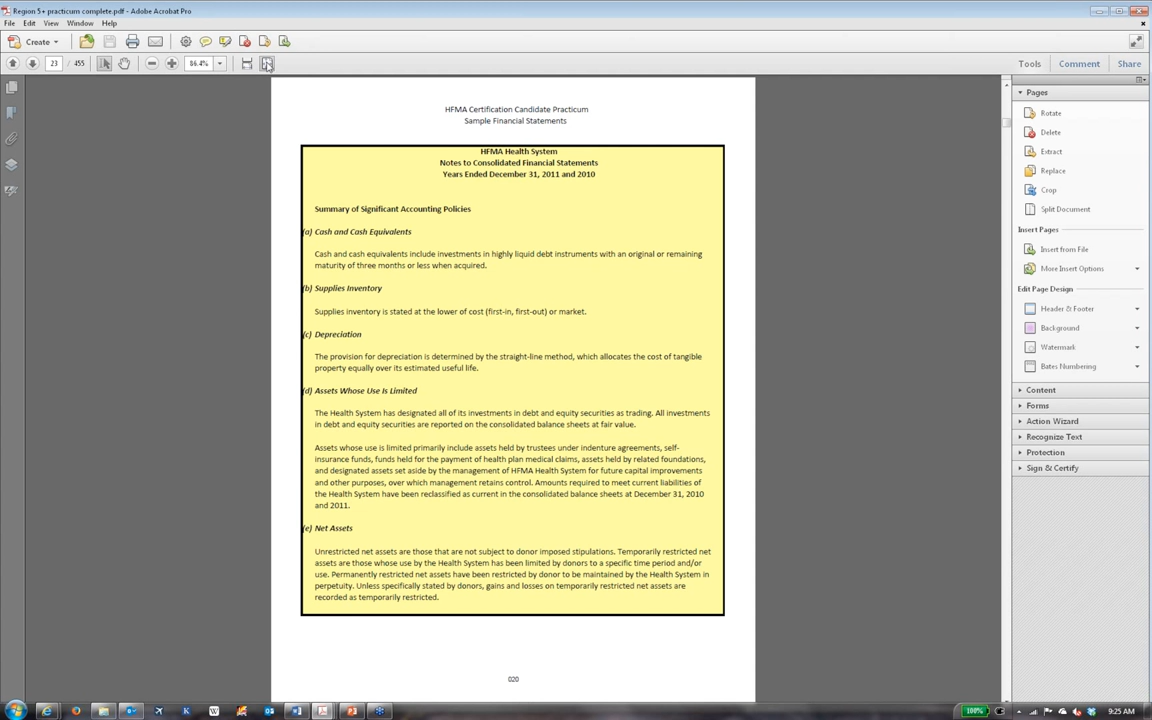 Region 5+ practicum complete.pdf - Adobe Acrobat Pro
File Edit View Window Help
Create
23 / 455 86.4% Tools Comment Share
Pages
Rotate
Delete
Extract
Replace
Crop
Split Document
Insert Pages
Insert from File
More Insert Options
Edit Page Design
Header & Footer
Background
Watermark
Bates Numbering
Content
Forms
Action Wizard
Recognize Text
Protection
Sign & Certify
HFMA Certification Candidate Practicum
Sample Financial Statements
HFMA Health System
Notes to Consolidated Financial Statements
Years Ended December 31, 2011 and 2010
Summary of Significant Accounting Policies
(a) Cash and Cash Equivalents
Cash and cash equivalents include investments in highly liquid debt instruments with an original or remaining
maturity of three months or less when acquired.
(b) Supplies Inventory
Supplies inventory is stated at the lower of cost (first-in, first-out) or market.
(c) Depreciation
The provision for depreciation is determined by the straight-line method, which allocates the cost of tangible
property equally over its estimated useful life.
(d) Assets Whose Use Is Limited
The Health System has designated all of its investments in debt and equity securities as trading. All investments
in debt and equity securities are reported on the consolidated balance sheets at fair value.
Assets whose use is limited primarily include assets held by trustees under indenture agreements, self-
insurance funds, funds held for the payment of health plan medical claims, assets held by related foundations,
and designated assets set aside by the management of HFMA Health System for future capital improvements
and other purposes, over which management retains control. Amounts required to meet current liabilities of
the Health System have been reclassified as current in the consolidated balance sheets at December 31, 2010
and 2011.
(e) Net Assets
Unrestricted net assets are those that are not subject to donor imposed stipulations. Temporarily restricted net
assets are those whose use by the Health System has been limited by donors to a specific time period and/or
use. Permanently restricted net assets have been restricted by donor to be maintained by the Health System in
perpetuity. Unless specifically stated by donors, gains and losses on temporarily restricted net assets are
recorded as temporarily restricted.
020
100% 9:25 AM